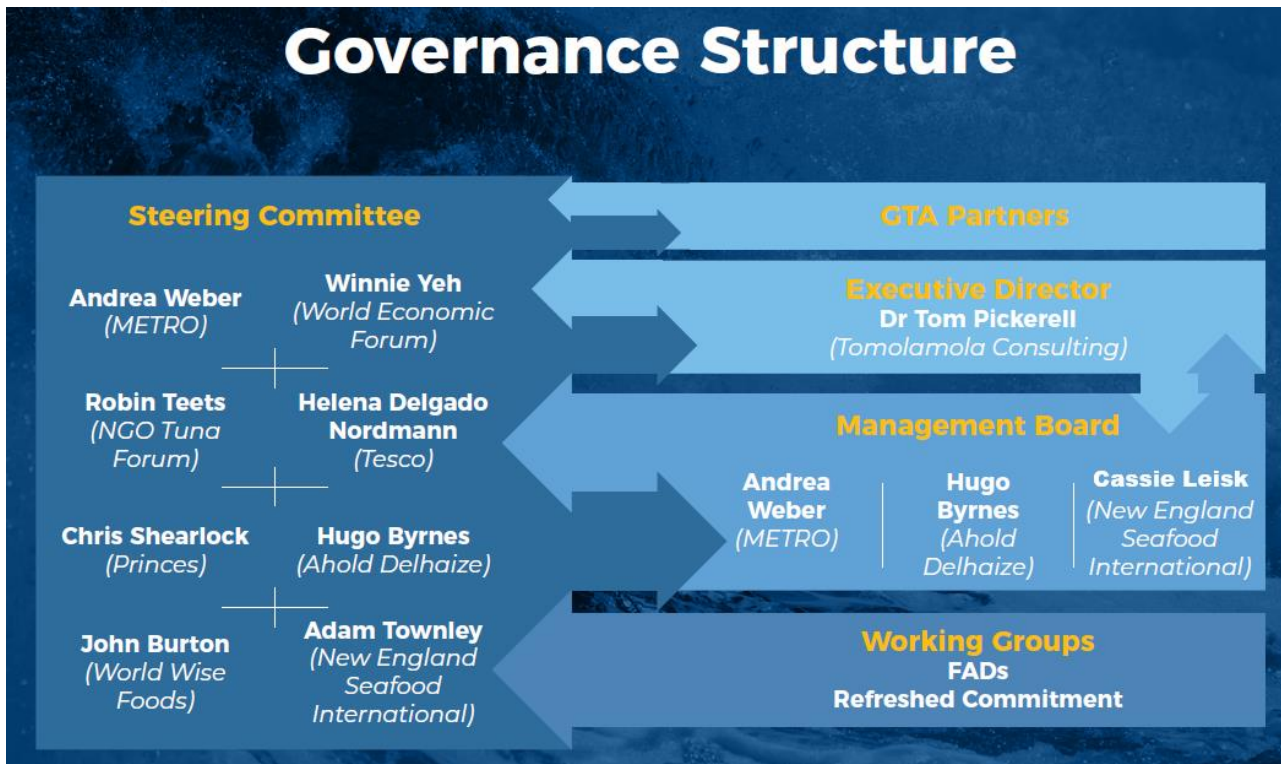 Governance Structure
Steering Committee
Andrea Weber
(METRO)
Winnie Yeh
(World Economic
Forum)
Robin Teets
(NGO Tuna
Forum)
Helena Delgado
Nordmann
(Tesco)
Chris Shearlock
(Princes)
Hugo Byrnes
(Ahold Delhaize)
John Burton
(World Wise
Foods)
Adam Townley
(New England
Seafood
International)
GTA Partners
Executive Director
Dr Tom Pickerell
(Tomolamola Consulting)
Management Board
Andrea
Weber
(METRO)
Hugo
Byrnes
(Ahold
Delhaize)
Cassie Leisk
(New England
Seafood
International)
Working Groups
FADs
Refreshed Commitment